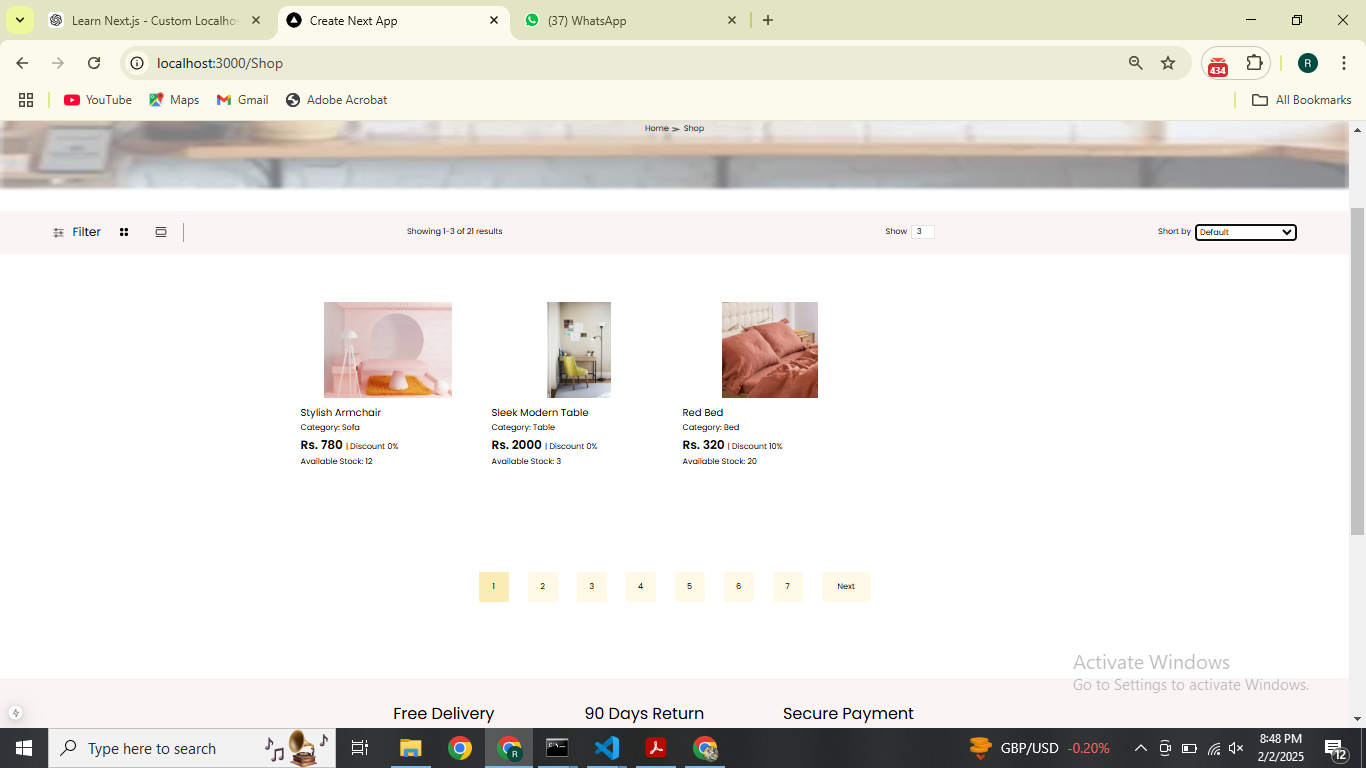 Learn Next.js - Custom Localhos
Create Next App
(37) WhatsApp
localhost:3000/Shop
434
R
YouTube
Maps
Gmail
Adobe Acrobat
All Bookmarks
Home > Shop
Filter
Showing 1-3 of 21 results
Show 3
Short by Default
Stylish Armchair
Category: Sofa
Rs. 780 | Discount 0%
Available Stock: 12
Sleek Modern Table
Category: Table
Rs. 2000 | Discount 0%
Available Stock: 3
Red Bed
Category: Bed
Rs. 320 | Discount 10%
Available Stock: 20
1 2 3 4 5 6 7 Next
Activate Windows
Go to Settings to activate Windows.
Free Delivery
90 Days Return
Secure Payment
Type here to search
R
GBP/USD -0.20%
8:48 PM
2/2/2025
12